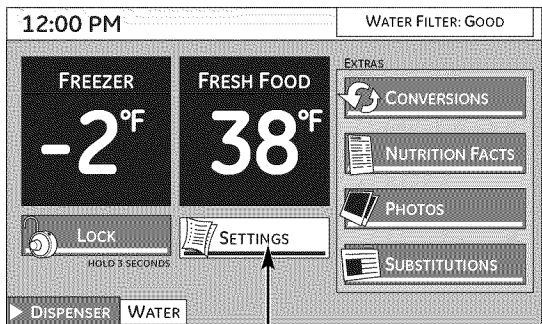 12:00 PM
WATER FILTER: GOOD
FREEZER
-2°F
FRESH FOOD
38°F
EXTRAS
CONVERSIONS
NUTRITION FACTS
PHOTOS
SUBSTITUTIONS
LOCK
HOLD 3 SECONDS
SETTINGS
DISPENSER
WATER